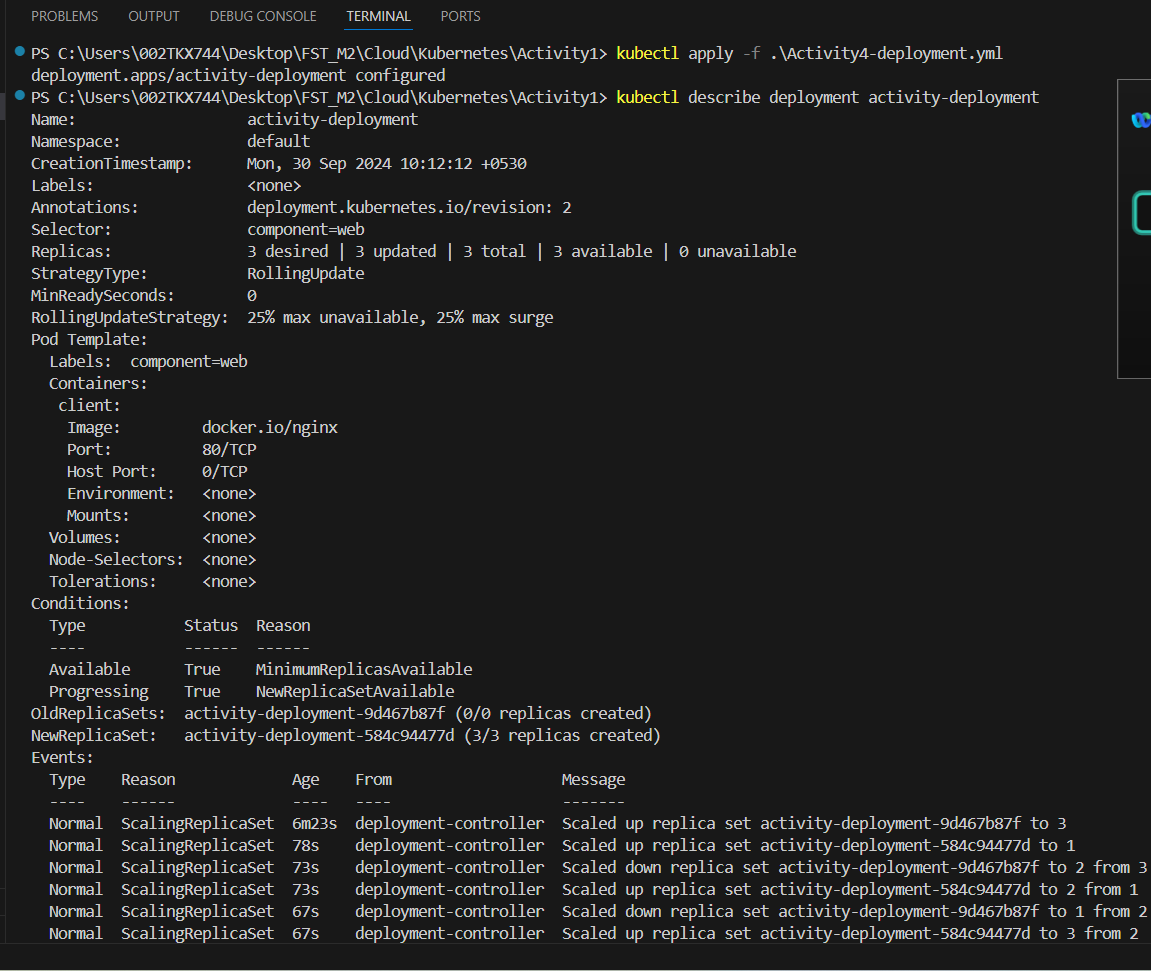 PROBLEMS OUTPUT DEBUG CONSOLE TERMINAL PORTS
PS C:\Users\002TKX744\Desktop\FST_M2\Cloud\Kubernetes\Activity1> kubectl apply -f .\Activity4-deployment.yml
deployment.apps/activity-deployment configured
PS C:\Users\002TKX744\Desktop\FST_M2\Cloud\Kubernetes\Activity1> kubectl describe deployment activity-deployment
Name: activity-deployment
Namespace: default
CreationTimestamp: Mon, 30 Sep 2024 10:12:12 +0530
Labels: <none>
Annotations: deployment.kubernetes.io/revision: 2
Selector: component=web
Replicas: 3 desired | 3 updated | 3 total | 3 available | 0 unavailable
StrategyType: RollingUpdate
MinReadySeconds: 0
RollingUpdateStrategy: 25% max unavailable, 25% max surge
Pod Template:
Labels: component=web
Containers:
client:
Image: docker.io/nginx
Port: 80/TCP
Host Port: 0/TCP
Environment: <none>
Mounts: <none>
Volumes: <none>
Node-Selectors: <none>
Tolerations: <none>
Conditions:
Type Status Reason
---- ------ ------
Available True MinimumReplicasAvailable
Progressing True NewReplicaSetAvailable
OldReplicaSets: activity-deployment-9d467b87f (0/0 replicas created)
NewReplicaSet: activity-deployment-584c94477d (3/3 replicas created)
Events:
Type Reason Age From Message
---- ------ ---- ---- -------
Normal ScalingReplicaSet 6m23s deployment-controller Scaled up replica set activity-deployment-9d467b87f to 3
Normal ScalingReplicaSet 78s deployment-controller Scaled up replica set activity-deployment-584c94477d to 1
Normal ScalingReplicaSet 73s deployment-controller Scaled down replica set activity-deployment-9d467b87f to 2 from 3
Normal ScalingReplicaSet 73s deployment-controller Scaled up replica set activity-deployment-584c94477d to 2 from 1
Normal ScalingReplicaSet 67s deployment-controller Scaled down replica set activity-deployment-9d467b87f to 1 from 2
Normal ScalingReplicaSet 67s deployment-controller Scaled up replica set activity-deployment-584c94477d to 3 from 2